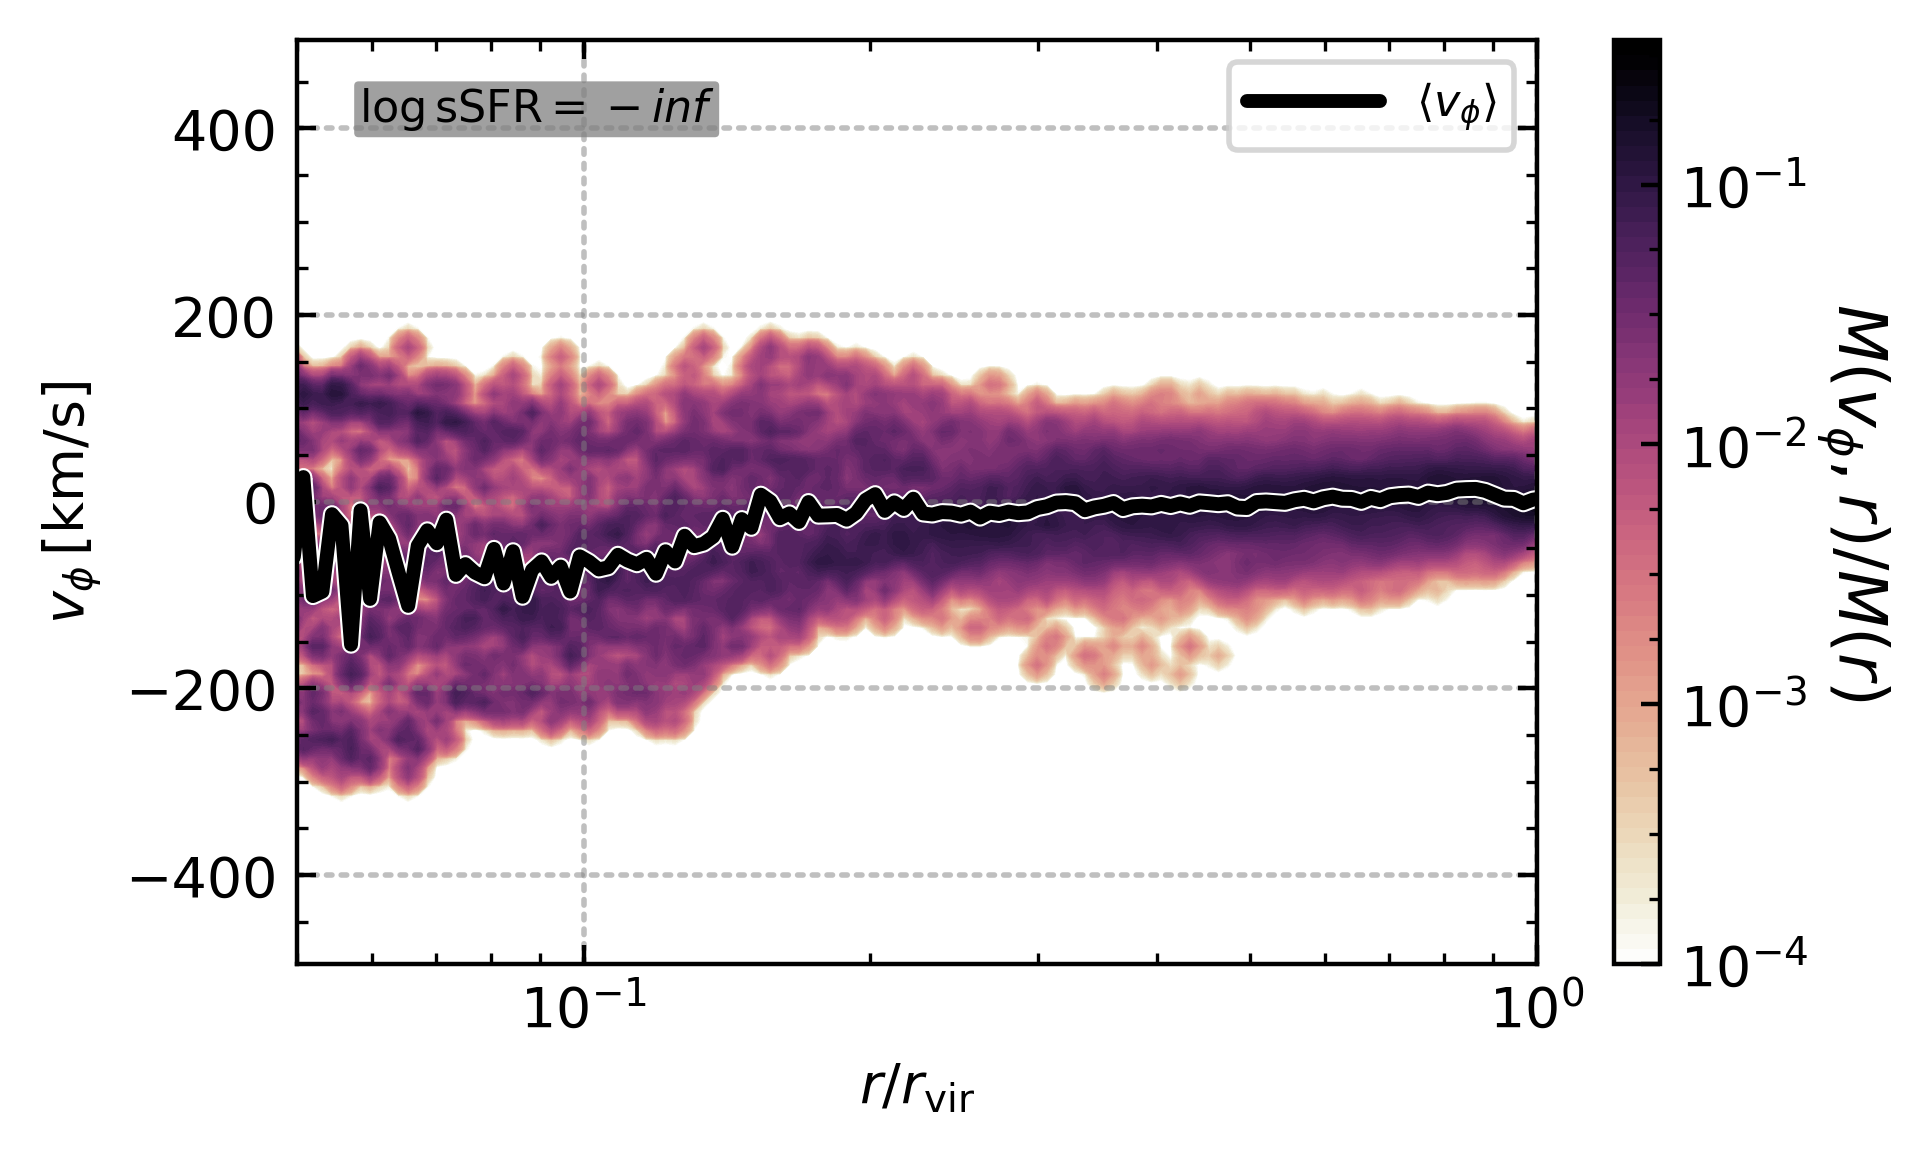 log sSFR = − inf
⟨v_ϕ⟩
400
200
0
−200
−400
v_ϕ [km/s]
10^−1
10^0
r/r_vir
10^−1
10^−2
10^−3
10^−4
M(v_ϕ, r)/M(r)